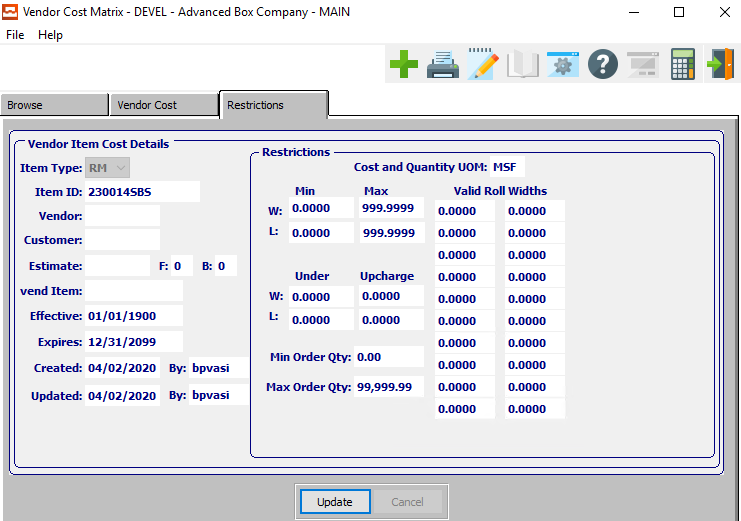 Vendor Cost Matrix - DEVEL - Advanced Box Company - MAIN
File Help
Browse Vendor Cost Restrictions
Vendor Item Cost Details
Item Type: RM
Item ID: 230014SBS
Vendor:
Customer:
Estimate: F: 0 B: 0
vend Item:
Effective: 01/01/1900
Expires: 12/31/2099
Created: 04/02/2020 By: bpvasi
Updated: 04/02/2020 By: bpvasi
Restrictions
Cost and Quantity UOM: MSF
Min Max
W: 0.0000 999.9999
L: 0.0000 999.9999
Under Upcharge
W: 0.0000 0.0000
L: 0.0000 0.0000
Min Order Qty: 0.00
Max Order Qty: 99,999.99
Valid Roll Widths
0.0000 0.0000
0.0000 0.0000
0.0000 0.0000
0.0000 0.0000
0.0000 0.0000
0.0000 0.0000
0.0000 0.0000
0.0000 0.0000
0.0000 0.0000
0.0000 0.0000
Update Cancel